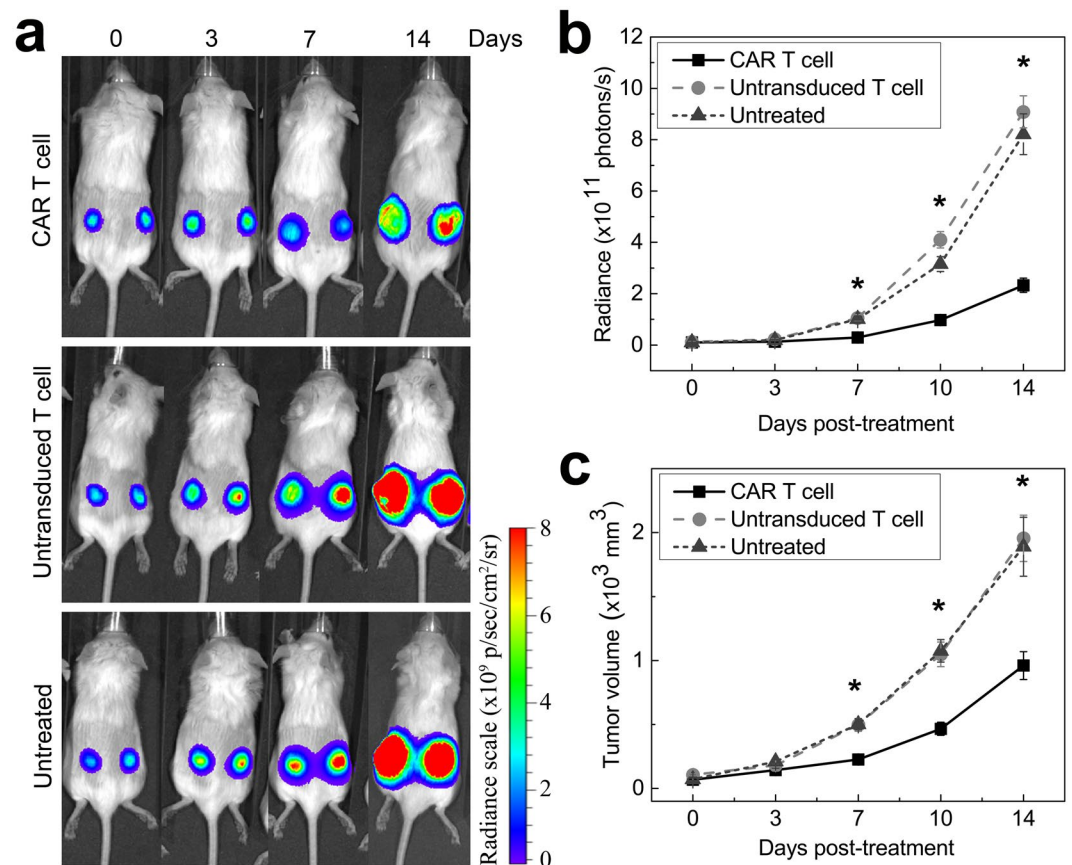 a
0 3 7 14 Days
CAR T cell
Untransduced T cell
Untreated
Radiance scale (x10⁹ p/sec/cm²/sr)
8
6
4
2
0
b
CAR T cell
Untransduced T cell
Untreated
*
*
*
Radiance (x10¹¹ photons/s)
12
10
8
6
4
2
0
0 3 7 10 14
Days post-treatment
c
CAR T cell
Untransduced T cell
Untreated
*
*
*
Tumor volume (x10³ mm³)
2
1
0
0 3 7 10 14
Days post-treatment